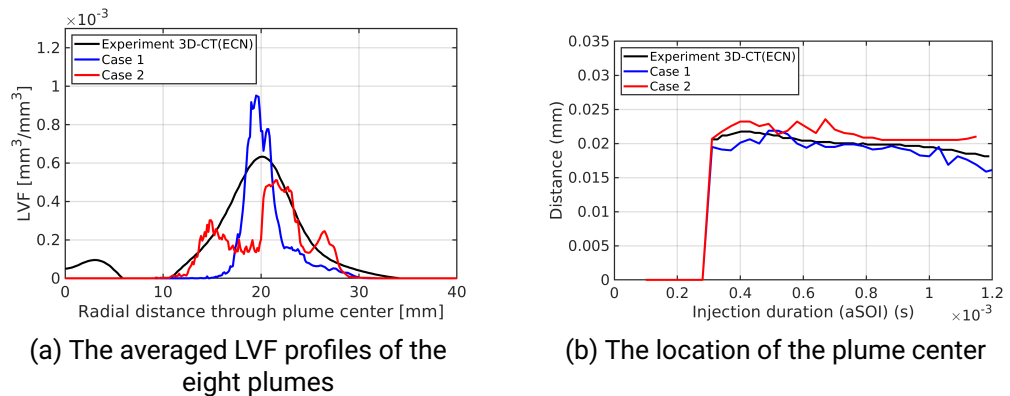 ×10⁻³
1.2
1
0.8
0.6
0.4
0.2
0
LVF [mm³/mm³]
Experiment 3D-CT(ECN)
Case 1
Case 2
0 10 20 30 40
Radial distance through plume center [mm]
(a) The averaged LVF profiles of the
eight plumes
0.035
0.03
0.025
0.02
0.015
0.01
0.005
0
Distance (mm)
Experiment 3D-CT(ECN)
Case 1
Case 2
0 0.2 0.4 0.6 0.8 1 1.2
Injection duration (aSOI) (s)
×10⁻³
(b) The location of the plume center